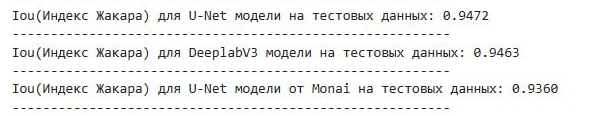 Iou(Индекс Жакара) для U-Net модели на тестовых данных: 0.9472
----------------------------------------------------------
Iou(Индекс Жакара) для DeeplabV3 модели на тестовых данных: 0.9463
----------------------------------------------------------
Iou(Индекс Жакара) для U-Net модели от Monai на тестовых данных: 0.9360
----------------------------------------------------------